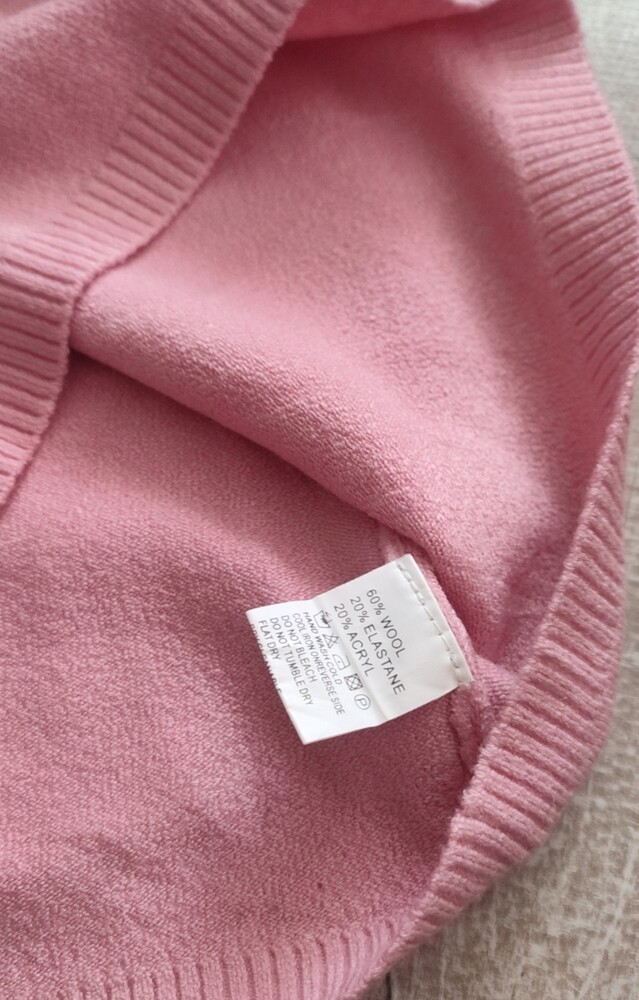 60% WOOL
20% ELASTANE
20% ACRYL
P
HAND WASH COLD
COOL IRON ON REVERSE SIDE
DO NOT BLEACH
DO NOT TUMBLE DRY
FLAT DRY